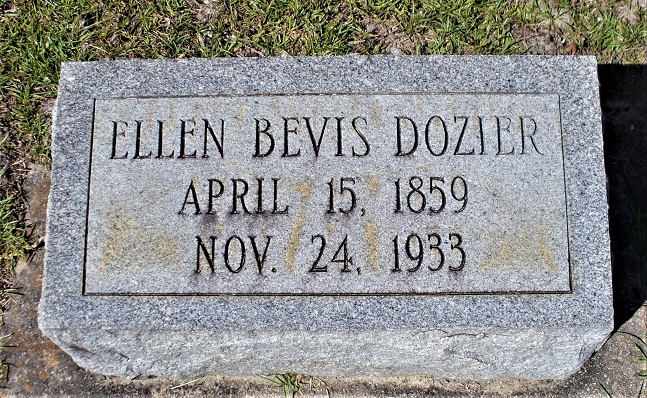 ELLEN BEVIS DOZIER
APRIL 15, 1859
NOV. 24, 1933